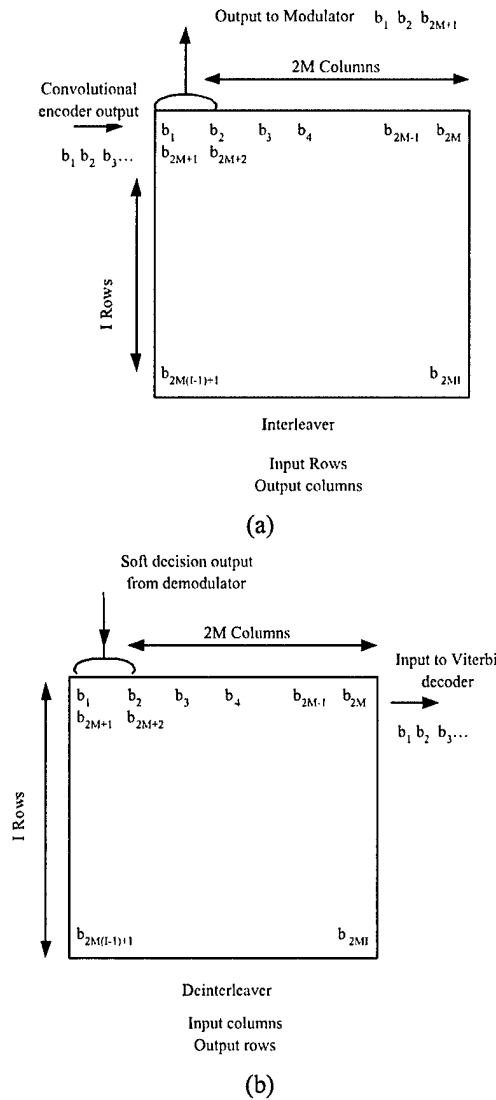 Output to Modulator b1 b2 b2M+1
2M Columns
Convolutional
encoder output
b1 b2 b3...
b1 b2 b3 b4 b2M-1 b2M
b2M+1 b2M+2
I Rows
b2M(I-1)+1 b2MI
Interleaver
Input Rows
Output columns
(a)
Soft decision output
from demodulator
2M Columns
Input to Viterbi
decoder
b1 b2 b3...
b1 b2 b3 b4 b2M-1 b2M
b2M+1 b2M+2
I Rows
b2M(I-1)+1 b2MI
Deinterleaver
Input columns
Output rows
(b)